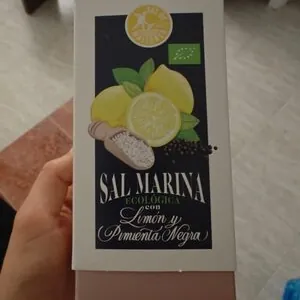 SAL MARINA
ECOLÓGICA
con
Limón y
Pimienta Negra